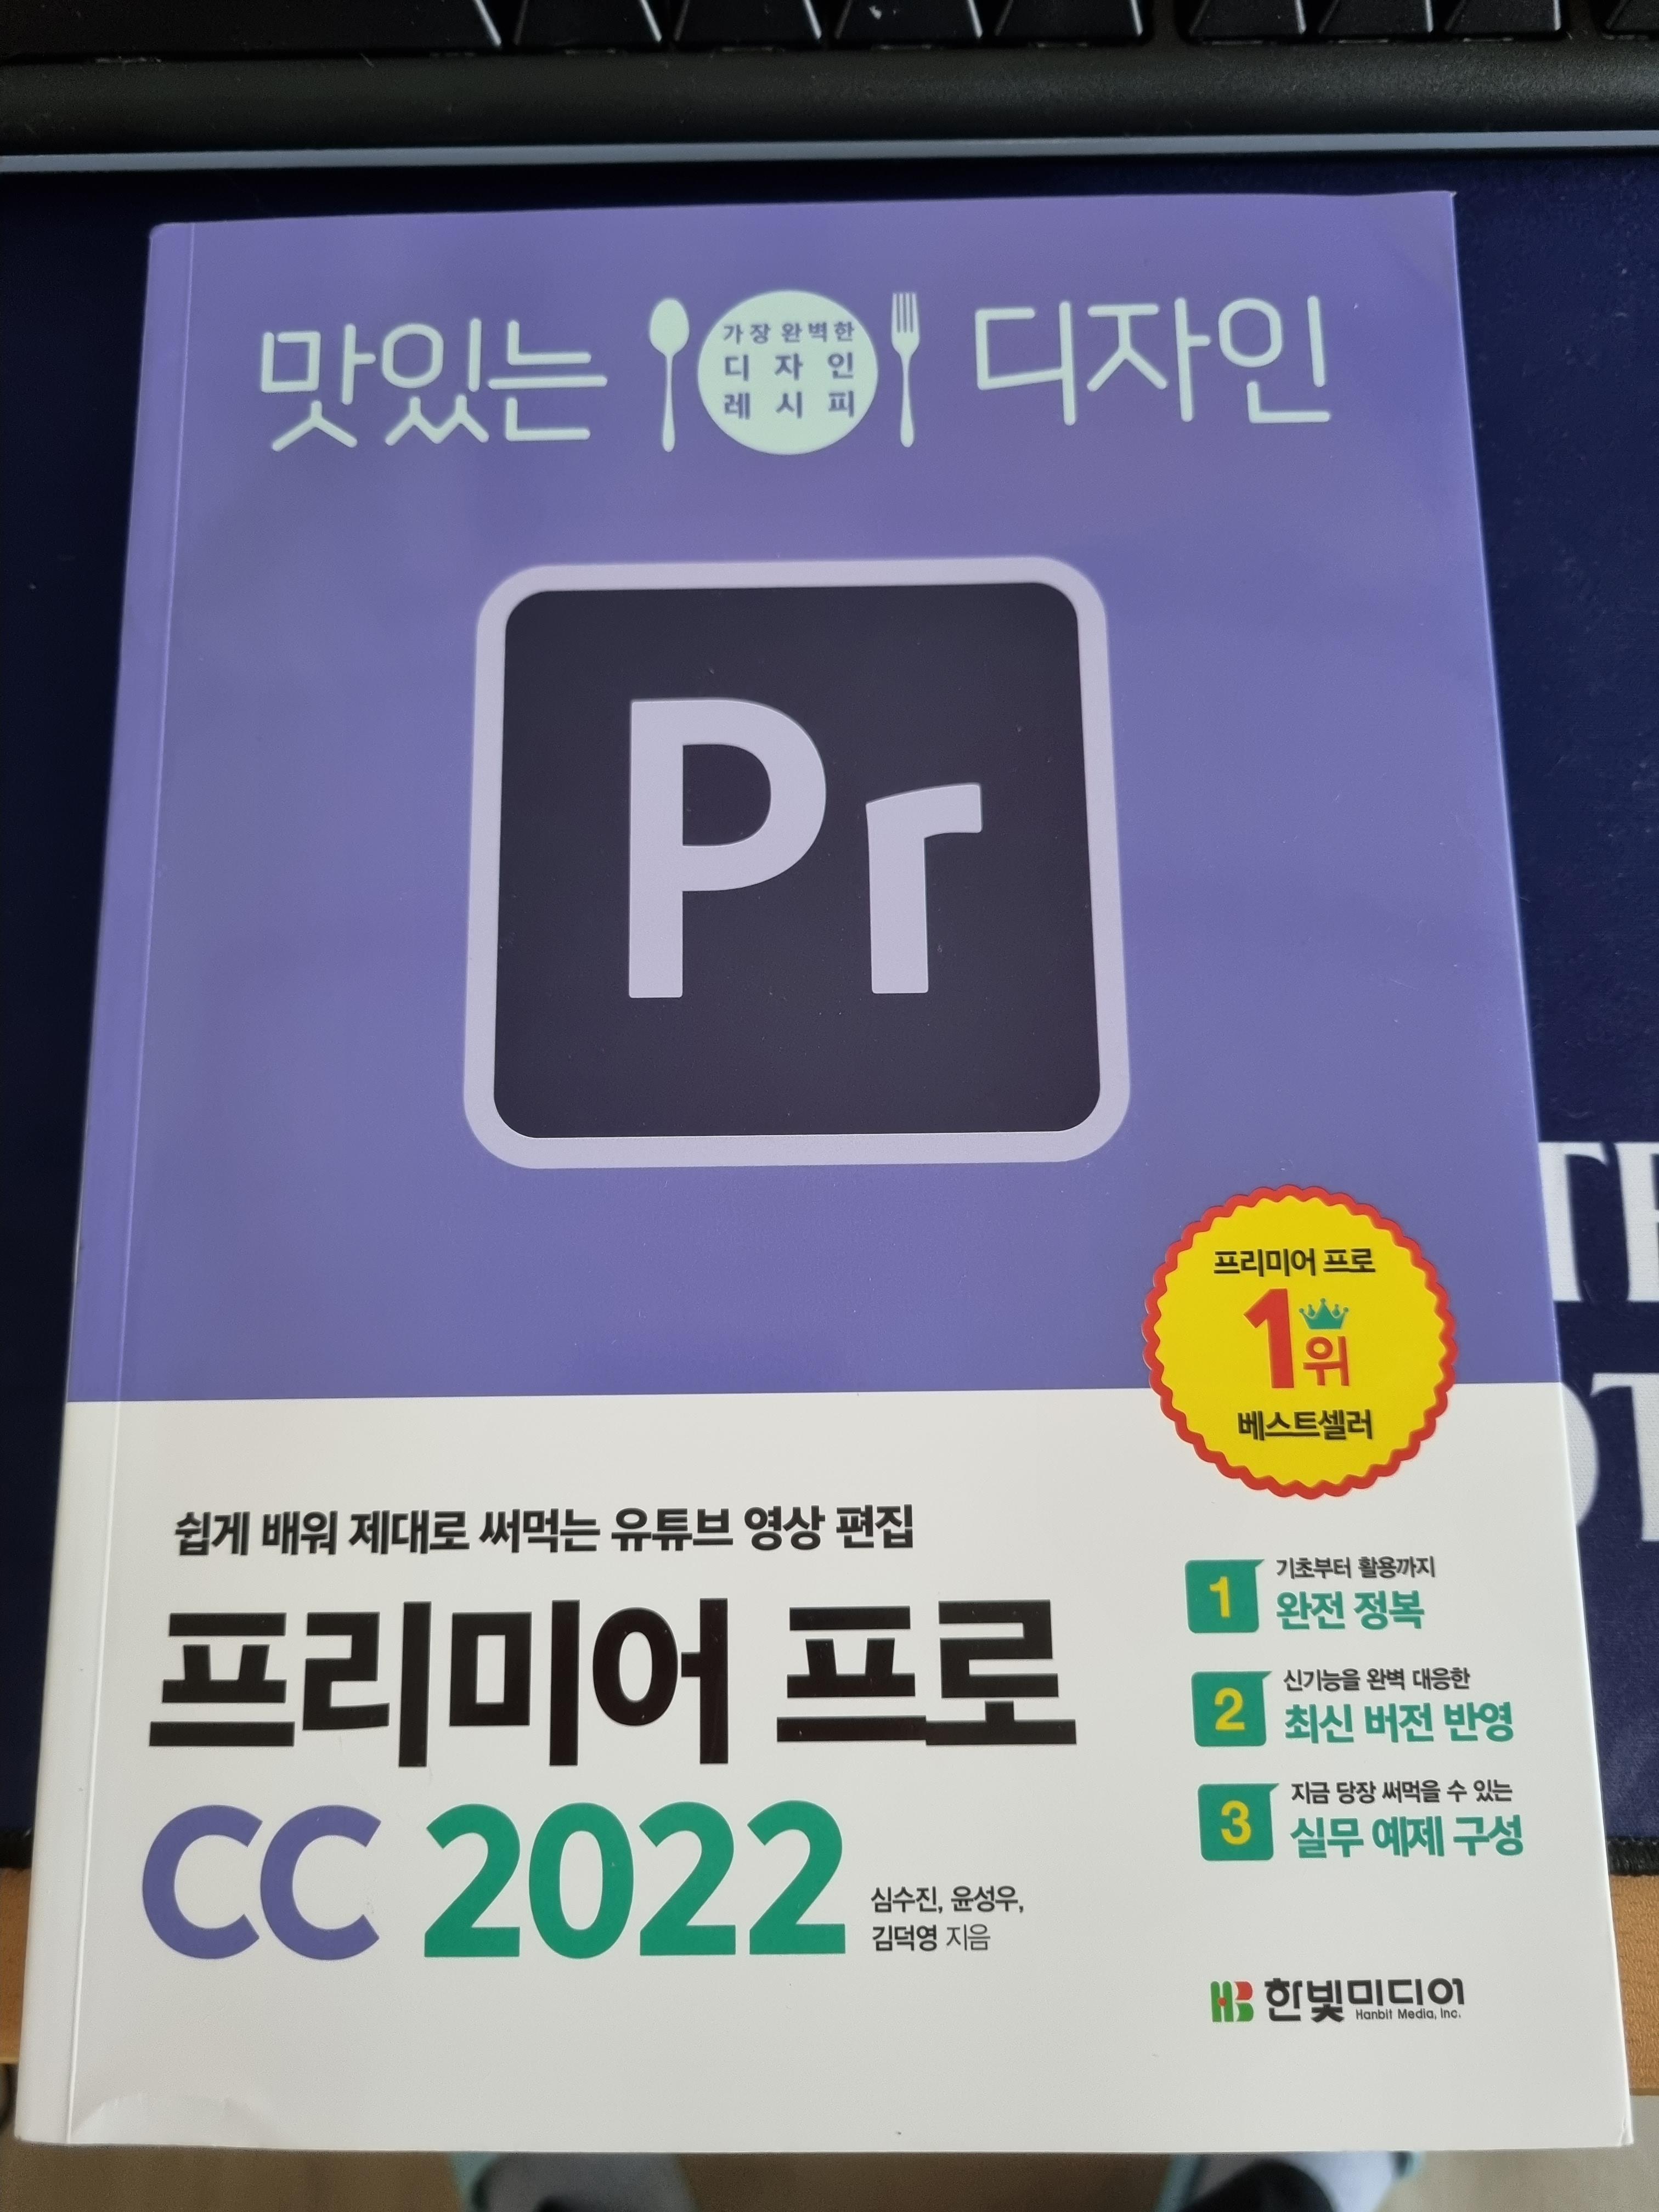 맛있는 디자인
가장 완벽한
디자인
레시피
Pr
프리미어 프로
1위
베스트셀러
쉽게 배워 제대로 써먹는 유튜브 영상 편집
프리미어 프로
CC 2022
심수진, 윤성우,
김덕영 지음
1 기초부터 활용까지
완전 정복
2 신기능을 완벽 대응한
최신 버전 반영
3 지금 당장 써먹을 수 있는
실무 예제 구성
HB 한빛미디어
Hanbit Media, Inc.